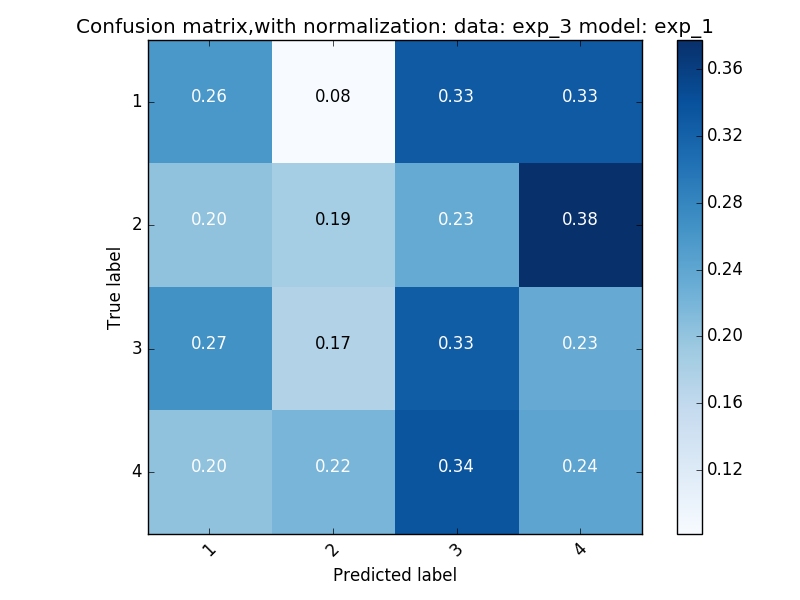 Confusion matrix,with normalization: data: exp_3 model: exp_1
True label
1 0.26 0.08 0.33 0.33
2 0.20 0.19 0.23 0.38
3 0.27 0.17 0.33 0.23
4 0.20 0.22 0.34 0.24
1 2 3 4
Predicted label
0.36
0.32
0.28
0.24
0.20
0.16
0.12